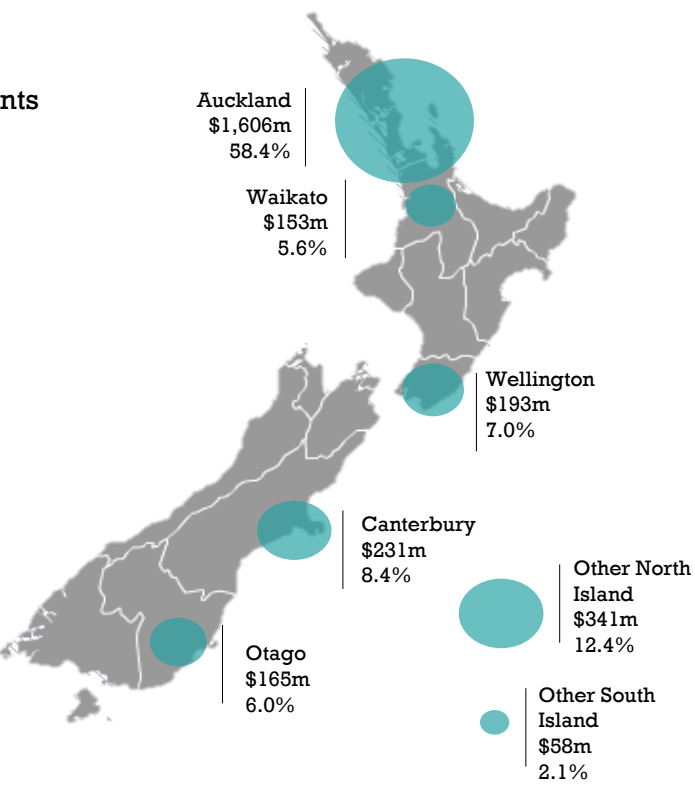 nts
Auckland
$1,606m
58.4%
Waikato
$153m
5.6%
Wellington
$193m
7.0%
Canterbury
$231m
8.4%
Other North
Island
$341m
12.4%
Otago
$165m
6.0%
Other South
Island
$58m
2.1%